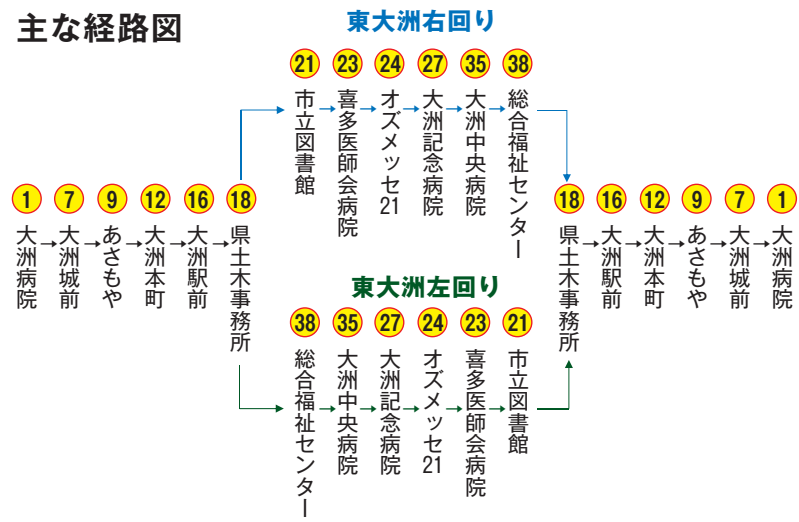 主な経路図
東大洲右回り
21 23 24 27 35 38
市立図書館
喜多医師会病院
オズメッセ21
大洲記念病院
大洲中央病院
総合福祉センター
1 7 9 12 16 18
大洲病院
大洲城前
あさもや
大洲本町
大洲駅前
県土木事務所
東大洲左回り
38 35 27 24 23 21
総合福祉センター
大洲中央病院
大洲記念病院
オズメッセ21
喜多医師会病院
市立図書館
18 16 12 9 7 1
県土木事務所
大洲駅前
大洲本町
あさもや
大洲城前
大洲病院